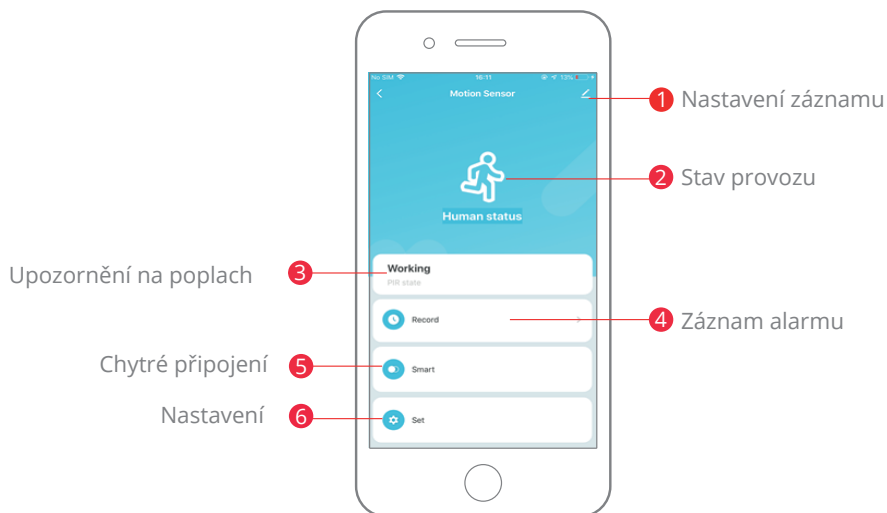 No SIM 16:11 13%
Motion Sensor
1 Nastavení záznamu
2 Stav provozu
Human status
Upozornění na poplach 3
Working
PIR state
Record
4 Záznam alarmu
Chytré připojení 5
Smart
Nastavení 6
Set